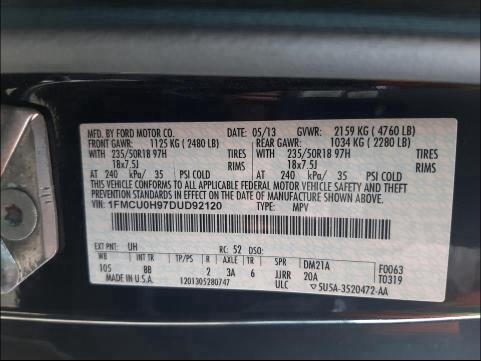 MFD. BY FORD MOTOR CO. DATE: 05/13 GVWR: 2159 KG ( 4760 LB)
FRONT GAWR: 1125 KG ( 2480 LB) REAR GAWR: 1034 KG ( 2280 LB)
WITH 235/50R18 97H TIRES WITH 235/50R18 97H TIRES
18x7.5J RIMS 18x7.5J RIMS
AT 240 kPa/ 35 PSI COLD AT 240 kPa/ 35 PSI COLD
THIS VEHICLE CONFORMS TO ALL APPLICABLE FEDERAL MOTOR VEHICLE SAFETY AND THEFT PREVENTION STANDARDS IN EFFECT ON THE DATE OF MANUFACTURE SHOWN ABOVE.
VIN: 1FMCU0H97DUD92120 TYPE: MPV
EXT PNT: UH RC: 52 DSO:
WB INT TR TP/PS R AXLE TR SPR DM21A F0063
105 BB 2 3A 6 JJRR 20A T0319
MADE IN U.S.A. 1201305280747 ULC 5U5A-3520472-AA